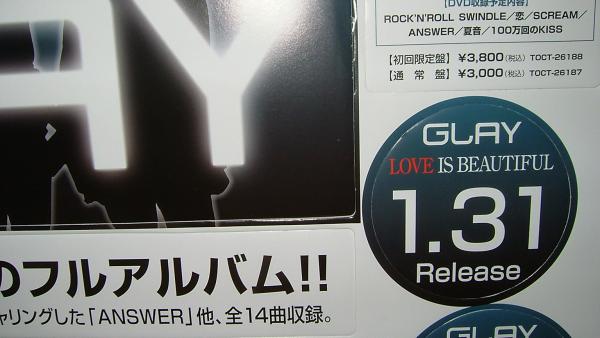 【DVD収録予定内容】
ROCK'N'ROLL SWINDLE/恋/SCREAM/
ANSWER/夏音/100万回のKISS
【初回限定盤】¥3,800(税込) TOCT-26188
【通常盤】¥3,000(税込) TOCT-26187
AY
GLAY
LOVE IS BEAUTIFUL
1.31
Release
のフルアルバム!!
ャリングした「ANSWER」他、全14曲収録。
GLAY